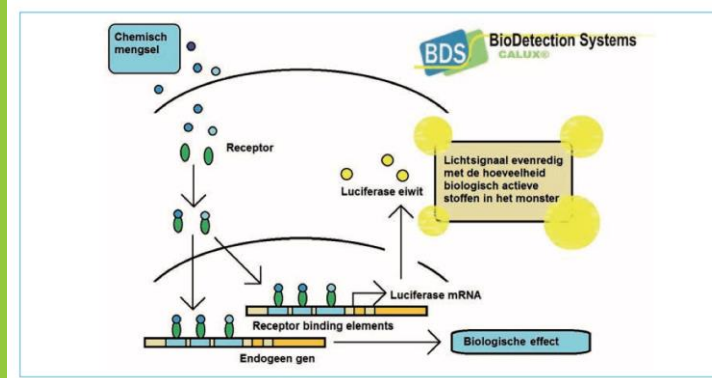 Chemisch
mengsel
BDS
BioDetection Systems
CALUX®
Receptor
Luciferase eiwit
Lichtsignaal evenredig
met de hoeveelheid
biologisch actieve
stoffen in het monster
Luciferase mRNA
Receptor binding elements
Endogeen gen
Biologische effect